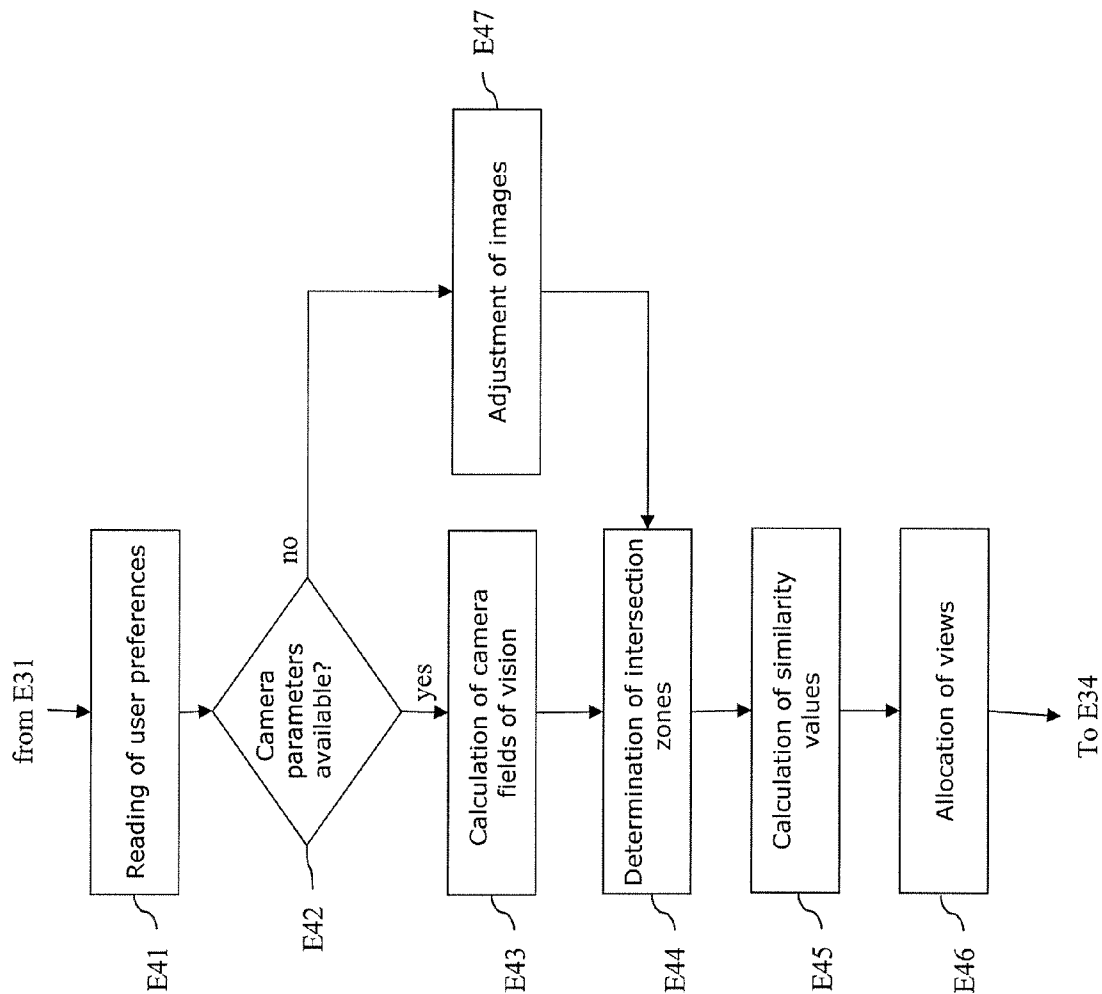 from E31
Reading of user preferences
E41
Camera
parameters
available?
E42
no
yes
Calculation of camera
fields of vision
E43
Adjustment of images
E47
Determination of intersection
zones
E44
Calculation of similarity
values
E45
Allocation of views
E46
To E34